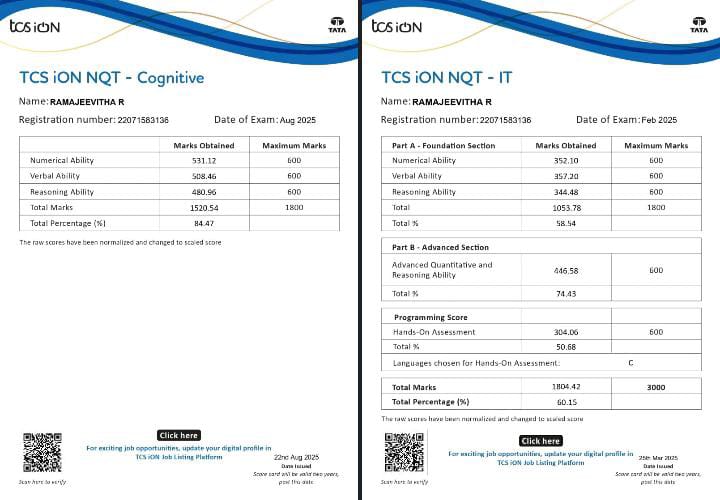 tcs iON
TATA
TCS iON NQT - Cognitive
Name: RAMAJEEVITHA R
Registration number: 22071583136 Date of Exam: Aug 2025
Marks Obtained Maximum Marks
Numerical Ability 531.12 600
Verbal Ability 508.46 600
Reasoning Ability 480.96 600
Total Marks 1520.54 1800
Total Percentage (%) 84.47
The raw scores have been normalized and changed to scaled score
Click here
For exciting job opportunities, update your digital profile in
TCS iON Job Listing Platform
Scan here to verify
22nd Aug 2025
Date Issued
Score card will be valid two years,
post this date
tcs iON
TATA
TCS iON NQT - IT
Name: RAMAJEEVITHA R
Registration number: 22071583136 Date of Exam: Feb 2025
Part A - Foundation Section Marks Obtained Maximum Marks
Numerical Ability 352.10 600
Verbal Ability 357.20 600
Reasoning Ability 344.48 600
Total 1053.78 1800
Total % 58.54
Part B - Advanced Section
Advanced Quantitative and
Reasoning Ability 446.58 600
Total % 74.43
Programming Score
Hands-On Assessment 304.06 600
Total % 50.68
Languages chosen for Hands-On Assessment: C
Total Marks 1804.42 3000
Total Percentage (%) 60.15
The raw scores have been normalized and changed to scaled score
Click here
For exciting job opportunities, update your digital profile in
TCS iON Job Listing Platform
Scan here to verify
25th Mar 2025
Date Issued
Score card will be valid two years,
post this date